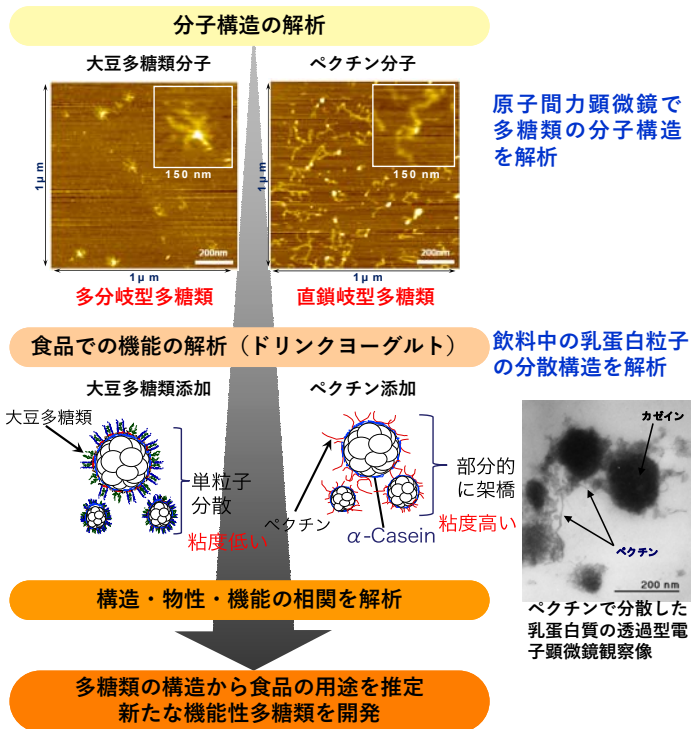 分子構造の解析
大豆多糖類分子
ペクチン分子
1μm
150 nm
200nm
1μm
1μm
150 nm
200nm
1μm
多分岐型多糖類
直鎖岐型多糖類
原子間力顕微鏡で
多糖類の分子構造
を解析
食品での機能の解析（ドリンクヨーグルト）
飲料中の乳蛋白粒子
の分散構造を解析
大豆多糖類添加
ペクチン添加
大豆多糖類
単粒子
分散
粘度低い
ペクチン
α-Casein
部分的
に架橋
粘度高い
カゼイン
ペクチン
200 nm
ペクチンで分散した
乳蛋白質の透過型電
子顕微鏡観察像
構造・物性・機能の相関を解析
多糖類の構造から食品の用途を推定
新たな機能性多糖類を開発